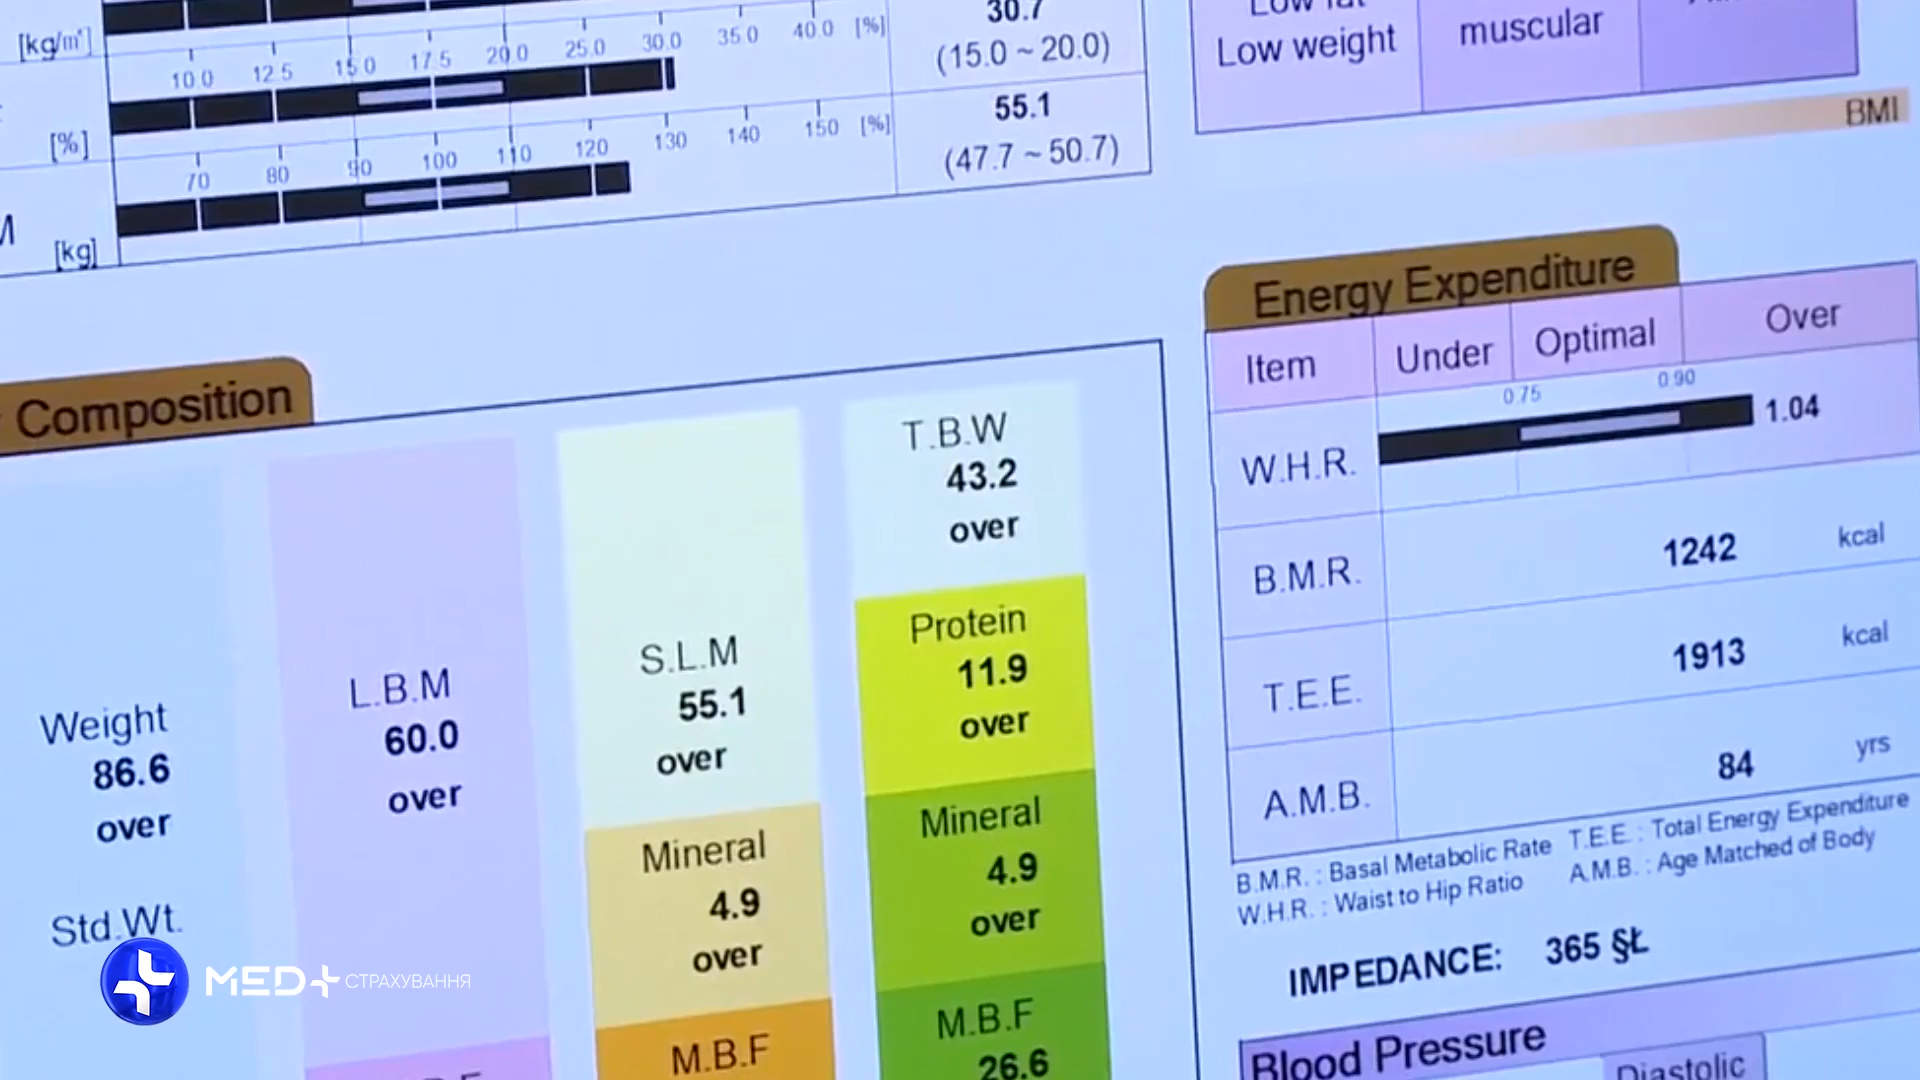 [kg/m²]
10.0 12.5 15.0 17.5 20.0 25.0 30.0 35.0 40.0 [%]
30.7
(15.0 ~ 20.0)
[%]
70 80 90 100 110 120 130 140 150 [%]
55.1
(47.7 ~ 50.7)
[kg]
Low weight
muscular
BMI
Composition
Weight
86.6
over
Std.Wt.
L.B.M
60.0
over
S.L.M
55.1
over
Mineral
4.9
over
M.B.F
T.B.W
43.2
over
Protein
11.9
over
Mineral
4.9
over
M.B.F
26.6
Energy Expenditure
Item Under Optimal Over
0.75 0.90
W.H.R. 1.04
B.M.R. 1242 kcal
T.E.E. 1913 kcal
A.M.B. 84 yrs
B.M.R. : Basal Metabolic Rate T.E.E. : Total Energy Expenditure
W.H.R. : Waist to Hip Ratio A.M.B. : Age Matched of Body
IMPEDANCE: 365 §Ł
Blood Pressure
Diastolic
MED+ СТРАХУВАННЯ